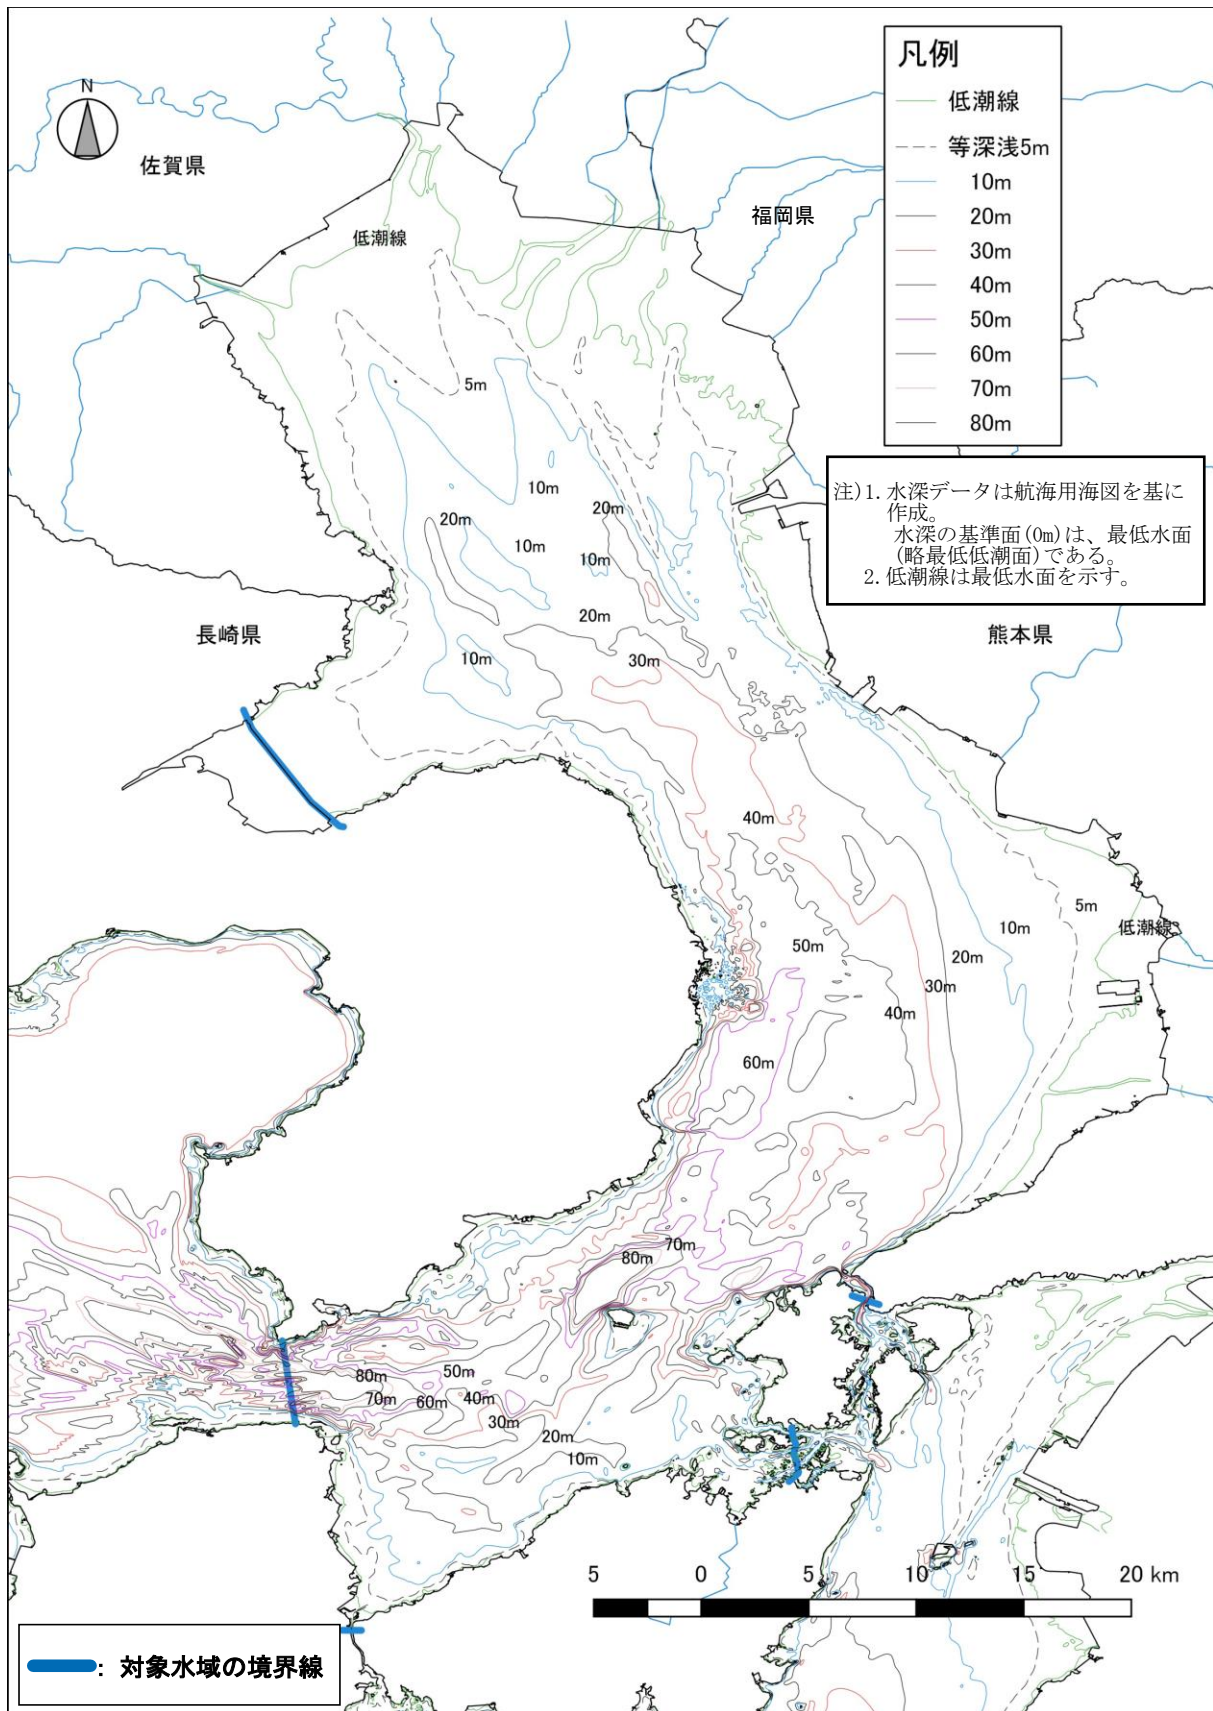 凡例
低潮線
等深浅5m
10m
20m
30m
40m
50m
60m
70m
80m
N
佐賀県
福岡県
低潮線
5m
注)1. 水深データは航海用海図を基に
作成。
水深の基準面(0m)は、最低水面
(略最低低潮面)である。
2. 低潮線は最低水面を示す。
10m
20m
20m
10m
10m
20m
長崎県
熊本県
10m
30m
40m
5m
10m
低潮線
50m
20m
30m
40m
60m
70m
80m
50m
80m
70m
60m
40m
30m
20m
10m
5 0 5 10 15 20 km
: 対象水域の境界線